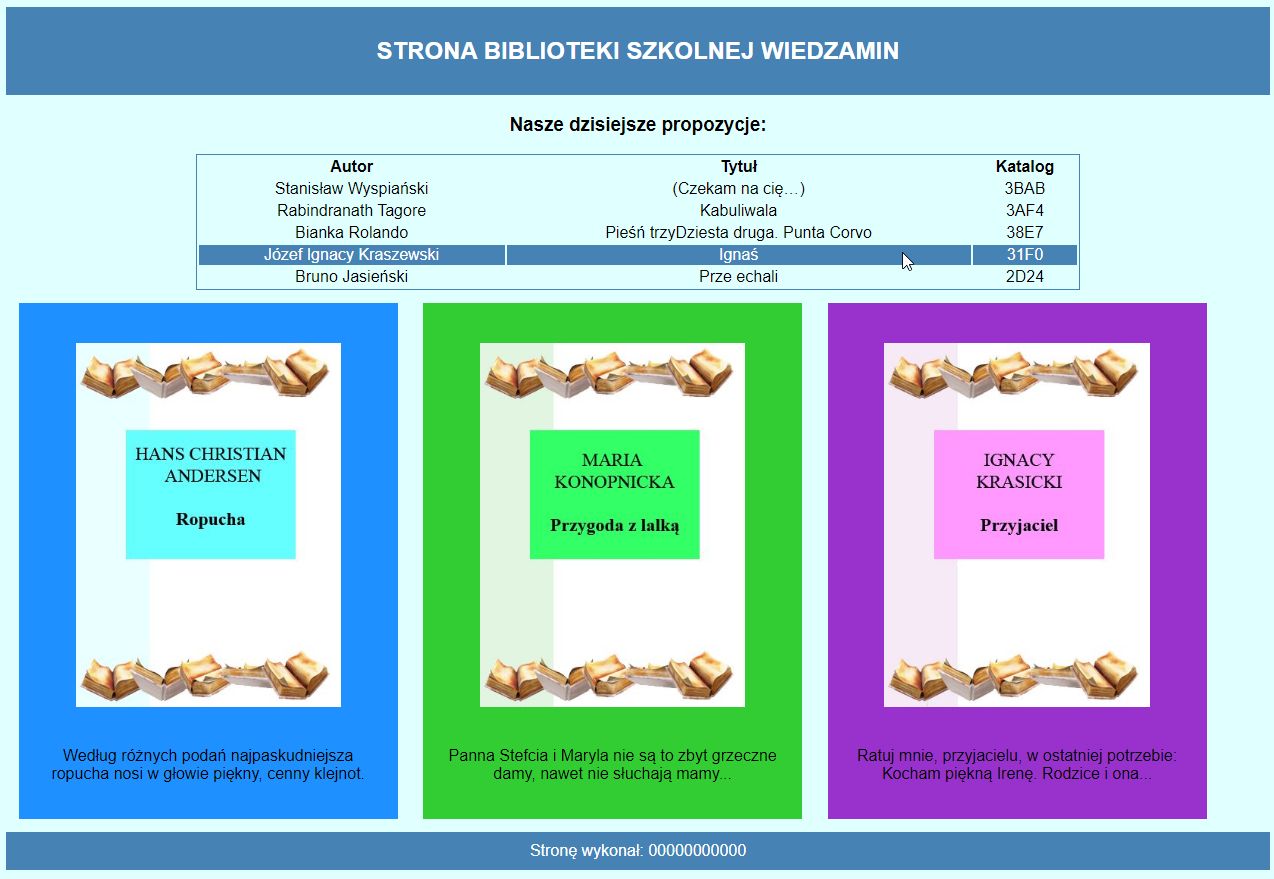 STRONA BIBLIOTEKI SZKOLNEJ WIEDZAMIN
Nasze dzisiejsze propozycje:
Autor Tytuł Katalog
Stanisław Wyspiański (Czekam na cię…) 3BAB
Rabindranath Tagore Kabuliwala 3AF4
Bianka Rolando Pieśń trzyDziesta druga. Punta Corvo 38E7
Józef Ignacy Kraszewski Ignaś 31F0
Bruno Jasieński Prze echali 2D24
HANS CHRISTIAN
ANDERSEN
Ropucha
Według różnych podań najpaskudniejsza
ropucha nosi w głowie piękny, cenny klejnot.
MARIA
KONOPNICKA
Przygoda z lalką
Panna Stefcia i Maryla nie są to zbyt grzeczne
damy, nawet nie słuchają mamy...
IGNACY
KRASICKI
Przyjaciel
Ratuj mnie, przyjacielu, w ostatniej potrzebie:
Kocham piękną Irenę. Rodzice i ona...
Stronę wykonał: 00000000000